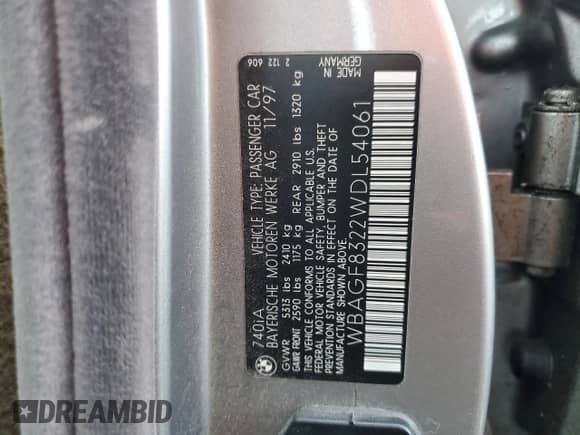 740iA VEHICLE TYPE: PASSENGER CAR 2 122 606
BAYERISCHE MOTOREN WERKE AG 11/97
GVWR 5313 lbs 2410 kg
GAWR FRONT 2590 lbs 1175 kg REAR 2910 lbs 1320 kg
THIS VEHICLE CONFORMS TO ALL APPLICABLE U.S.
FEDERAL MOTOR VEHICLE SAFETY, BUMPER AND THEFT
PREVENTION STANDARDS IN EFFECT ON THE DATE OF
MANUFACTURE SHOWN ABOVE.
MADE IN
GERMANY
WBAGF8322WDL54061
DREAMBID